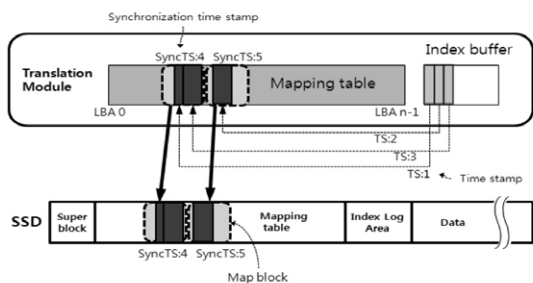 Synchronization time stamp
Index buffer
SyncTS:4
SyncTS:5
Translation
Module
Mapping table
LBA 0
LBA n-1
TS:2
TS:3
TS:1
Time stamp
SSD
Super
block
Mapping
table
Index Log
Area
Data
SyncTS:4
SyncTS:5
Map block